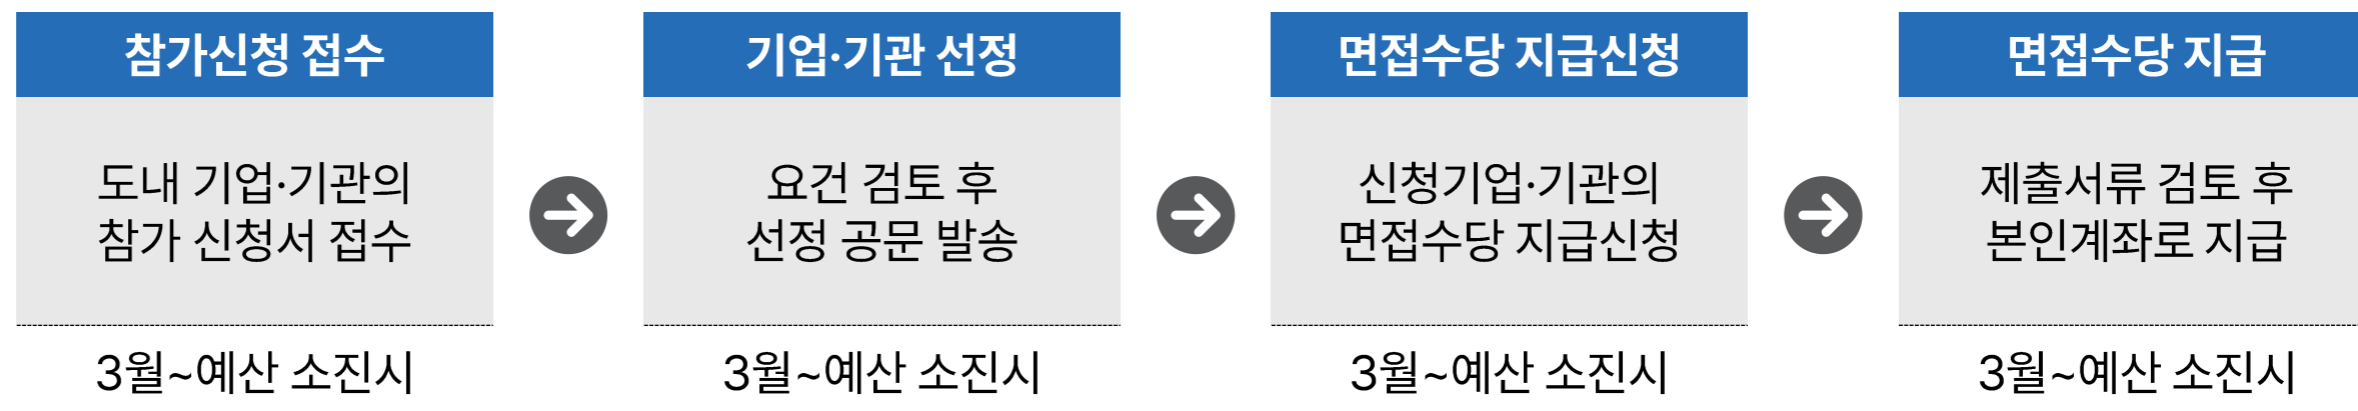 참가신청 접수
도내 기업·기관의
참가 신청서 접수
3월~예산 소진시
기업·기관 선정
요건 검토 후
선정 공문 발송
3월~예산 소진시
면접수당 지급신청
신청기업·기관의
면접수당 지급신청
3월~예산 소진시
면접수당 지급
제출서류 검토 후
본인계좌로 지급
3월~예산 소진시